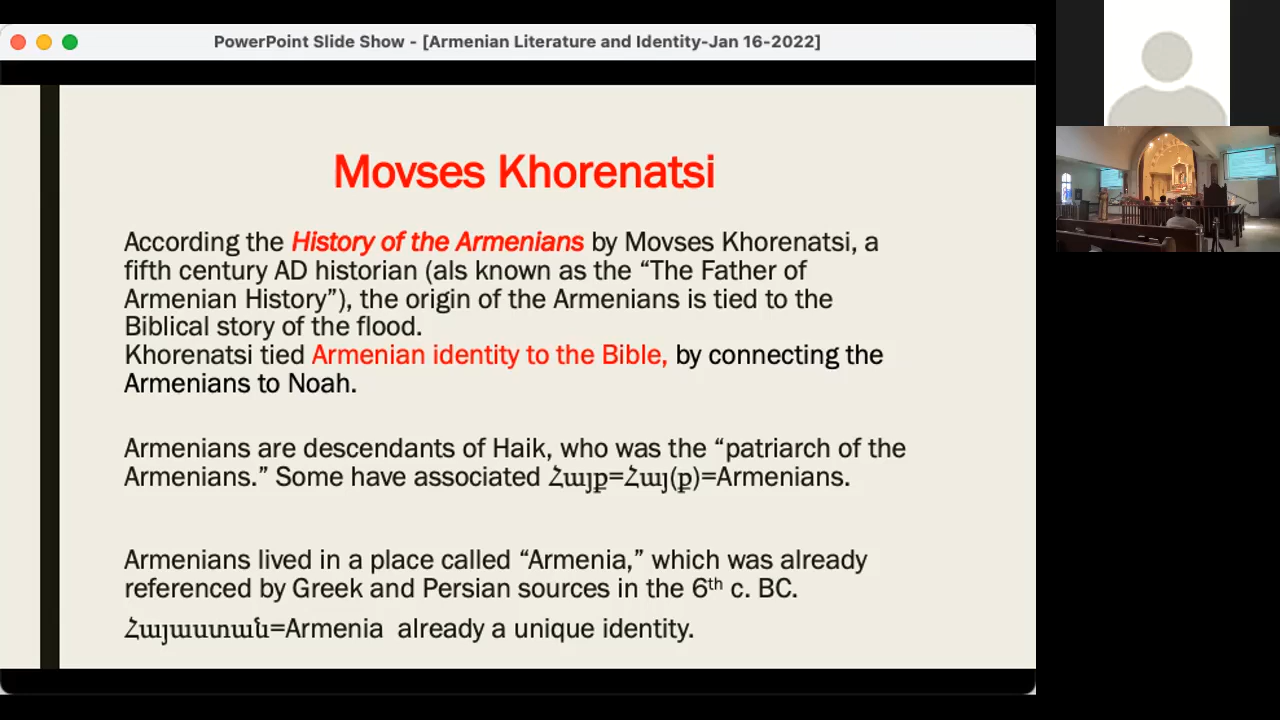 PowerPoint Slide Show - [Armenian Literature and Identity-Jan 16-2022]
Movses Khorenatsi
According the History of the Armenians by Movses Khorenatsi, a
fifth century AD historian (als known as the “The Father of
Armenian History”), the origin of the Armenians is tied to the
Biblical story of the flood.
Khorenatsi tied Armenian identity to the Bible, by connecting the
Armenians to Noah.
Armenians are descendants of Haik, who was the “patriarch of the
Armenians.” Some have associated Հայք=Հայ(ք)=Armenians.
Armenians lived in a place called “Armenia,” which was already
referenced by Greek and Persian sources in the 6th c. BC.
Հայաստան=Armenia already a unique identity.